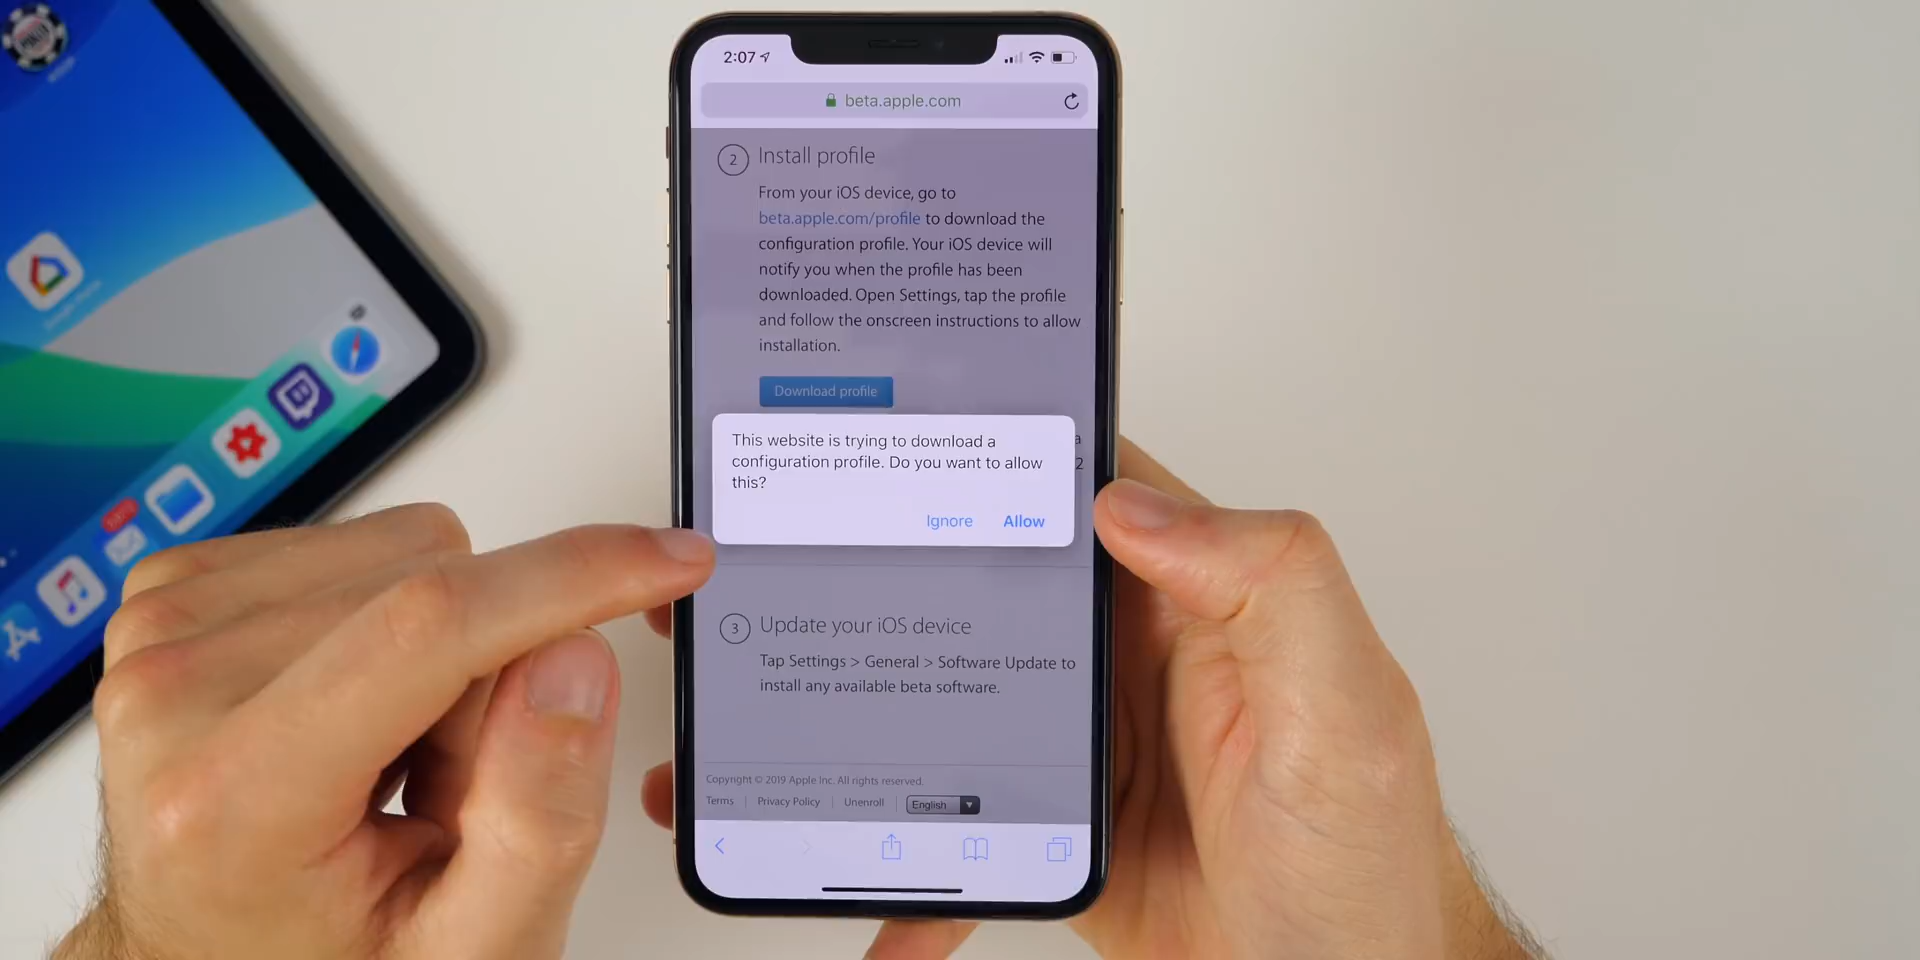 2:07
beta.apple.com
2
Install profile
From your iOS device, go to
beta.apple.com/profile to download the
configuration profile. Your iOS device will
notify you when the profile has been
downloaded. Open Settings, tap the profile
and follow the onscreen instructions to allow
installation.
Download profile
a
2
This website is trying to download a
configuration profile. Do you want to allow
this?
Ignore
Allow
3
Update your iOS device
Tap Settings > General > Software Update to
install any available beta software.
Copyright © 2019 Apple Inc. All rights reserved.
Terms
Privacy Policy
Unenroll
English